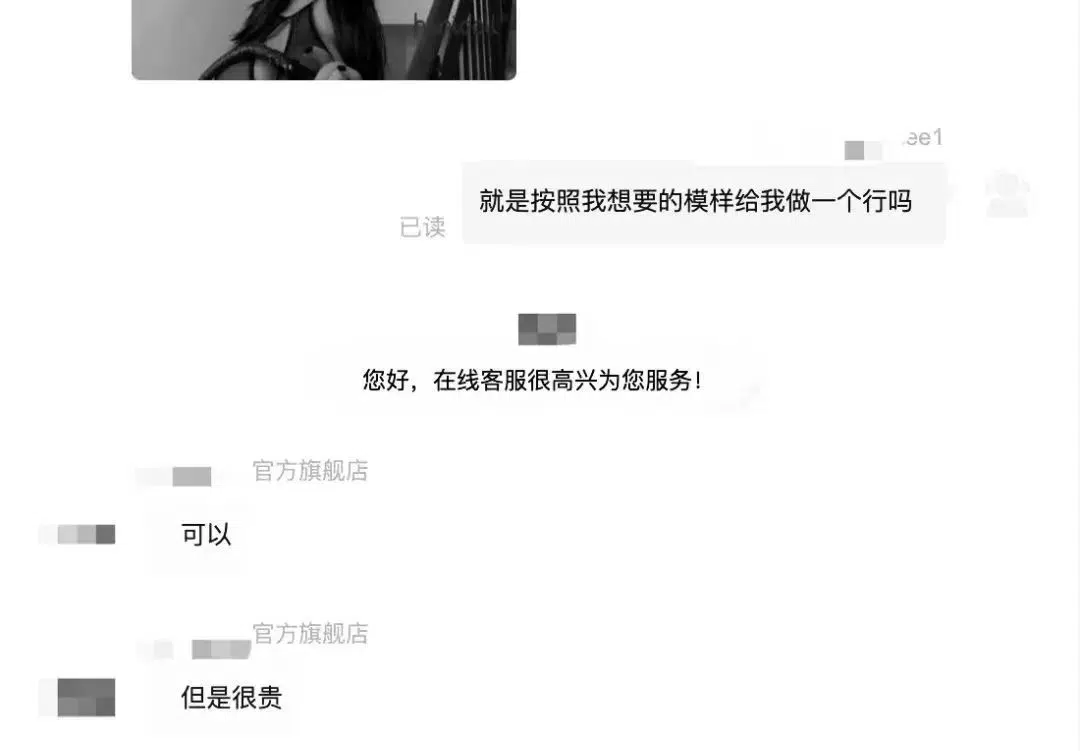 ee1
就是按照我想要的模样给我做一个行吗
已读
您好，在线客服很高兴为您服务！
官方旗舰店
可以
官方旗舰店
但是很贵